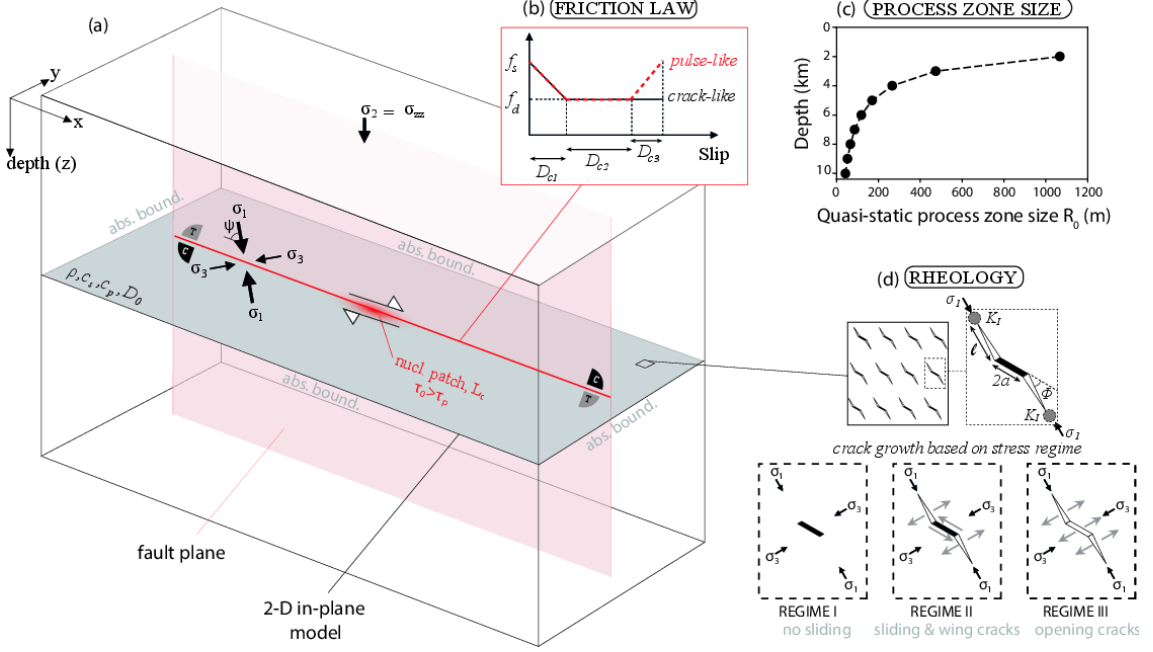 (a)
y
x
depth (z)
σ2 = σzz
abs. bound.
abs. bound.
abs. bound.
abs. bound.
σ1
ψ
σ3
σ3
σ1
T
C
C
T
ρ, cs, cp, D0
nucl. patch, Lc
τ0>τp
fault plane
2-D in-plane
model
(b) FRICTION LAW
fs
fd
pulse-like
crack-like
Slip
Dc1
Dc2
Dc3
(c) PROCESS ZONE SIZE
Depth (km)
0
2
4
6
8
10
0 200 400 600 800 1000 1200
Quasi-static process zone size R0 (m)
(d) RHEOLOGY
σ1
KI
ℓ
2a
Φ
KI
σ1
crack growth based on stress regime
σ1
σ3
σ3
σ1
σ1
σ3
σ3
σ1
σ1
σ3
σ3
σ1
REGIME I
no sliding
REGIME II
sliding & wing cracks
REGIME III
opening cracks